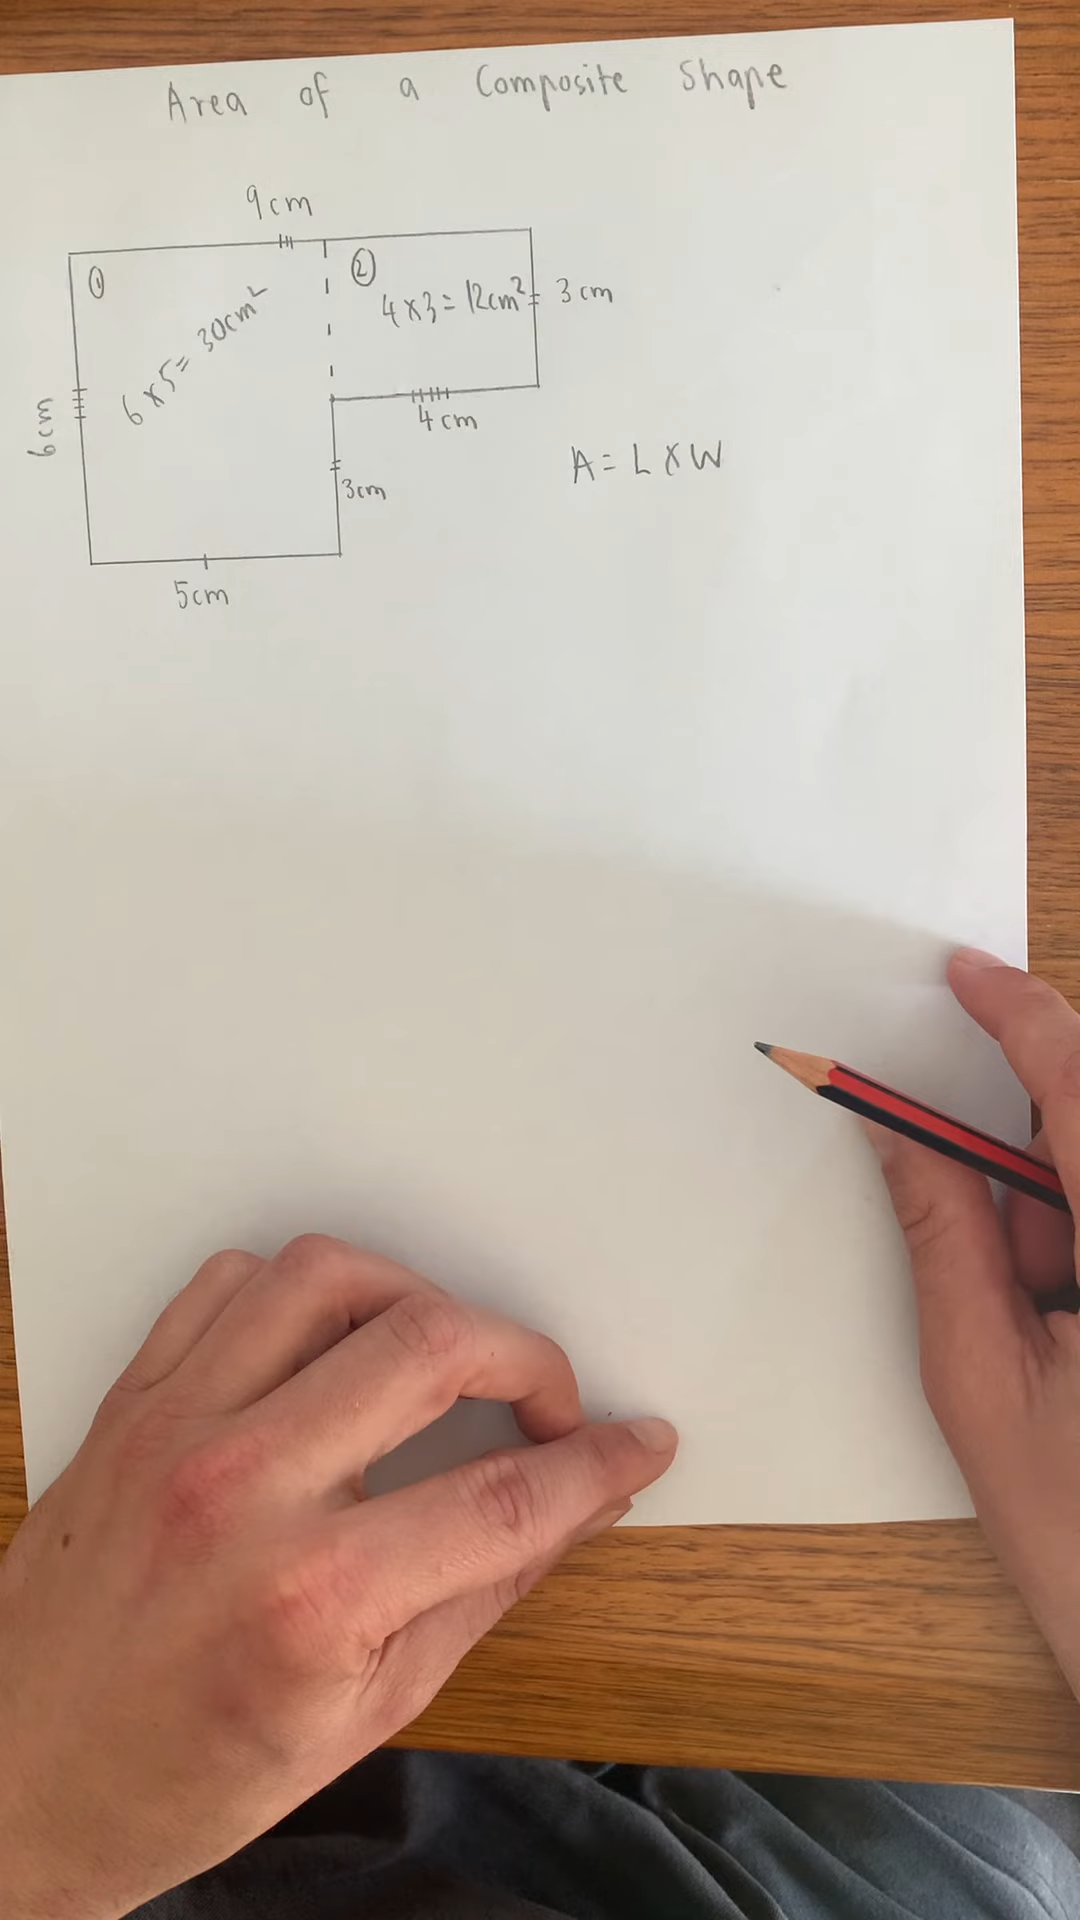 Area of a Composite Shape
9cm
①
②
6 x 5 = 30cm²
4 x 3 = 12cm²
3 cm
6cm
4 cm
A = L x W
3cm
5cm